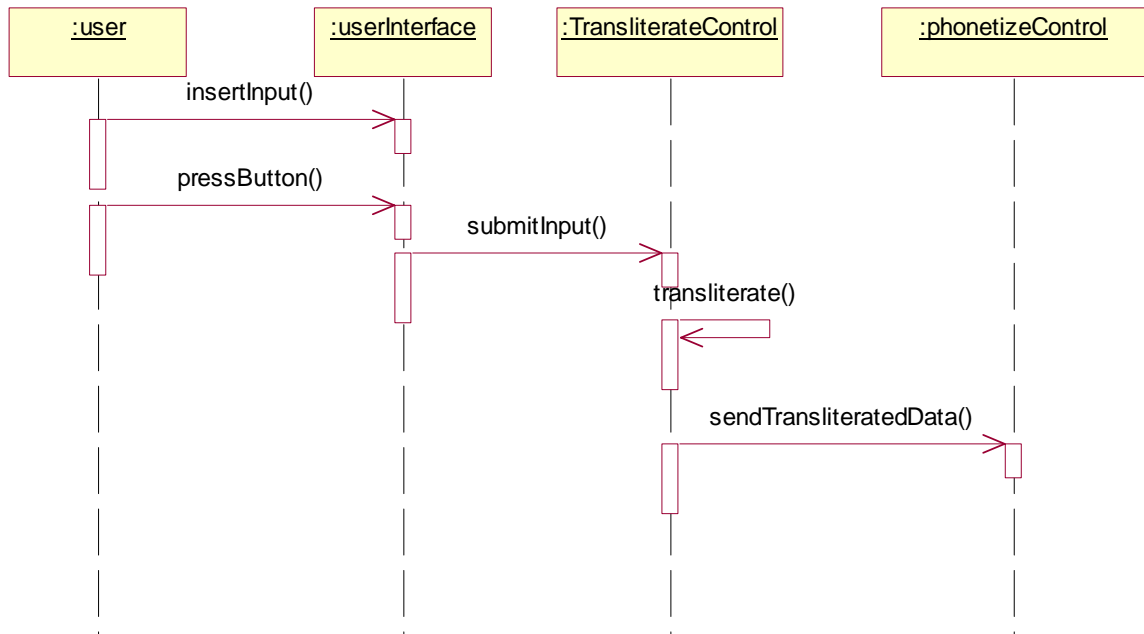 :user
:userInterface
:TransliterateControl
:phonetizeControl
insertInput()
pressButton()
submitInput()
transliterate()
sendTransliteratedData()